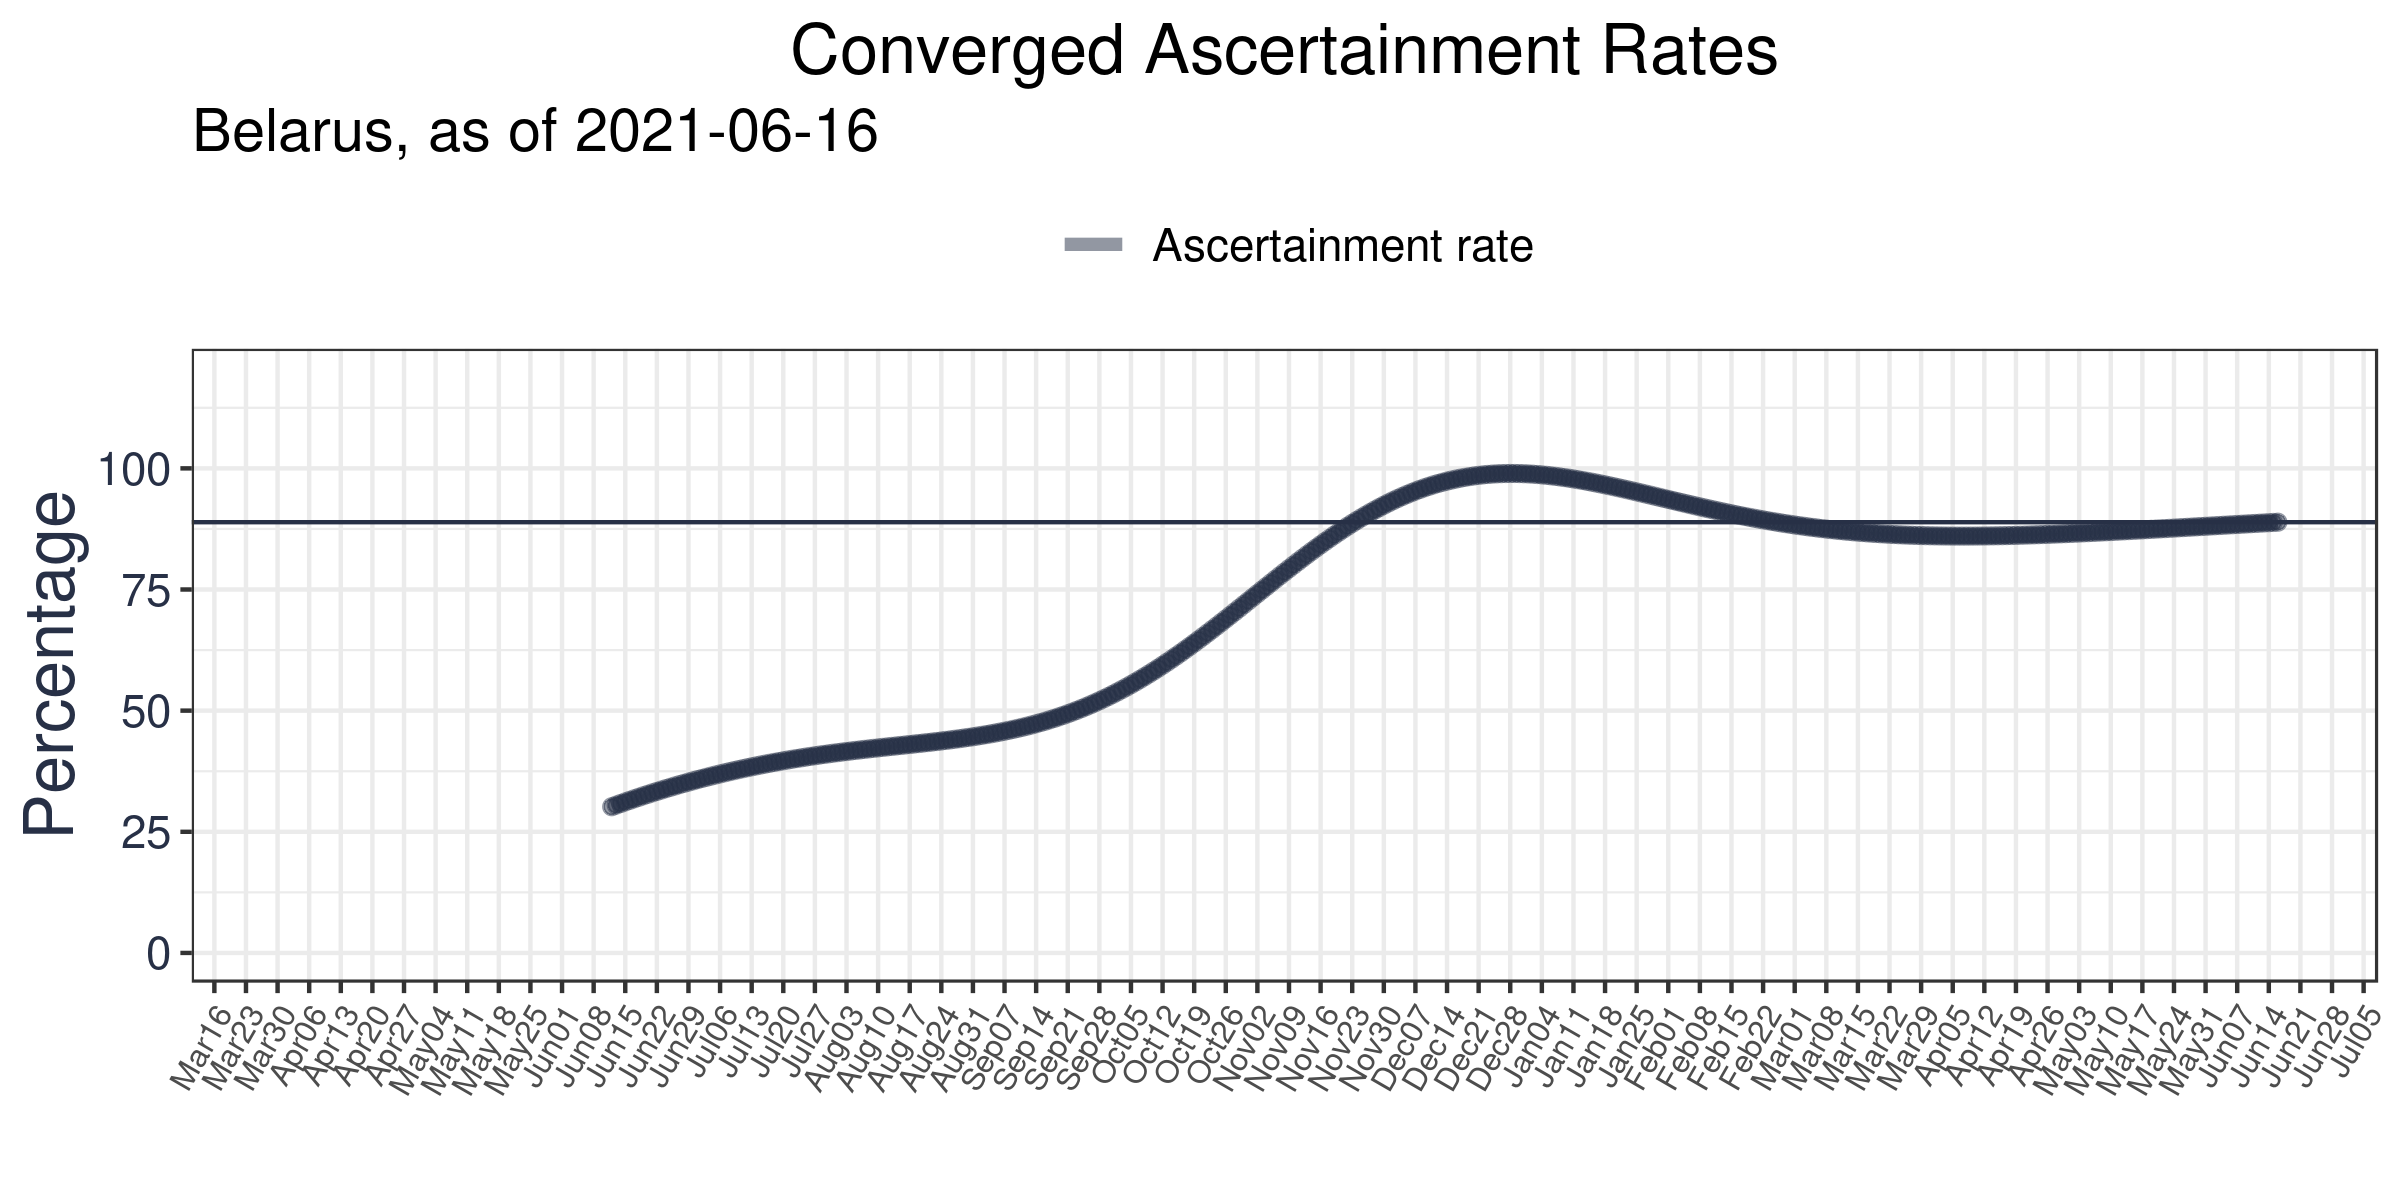 Converged Ascertainment Rates
Belarus, as of 2021-06-16
Ascertainment rate
Percentage
100
75
50
25
0
Mar16 Mar23 Mar30 Apr06 Apr13 Apr20 Apr27 May04 May11 May18 May25 Jun01 Jun08 Jun15 Jun22 Jun29 Jul06 Jul13 Jul20 Jul27 Aug03 Aug10 Aug17 Aug24 Aug31 Sep07 Sep14 Sep21 Sep28 Oct05 Oct12 Oct19 Oct26 Nov02 Nov09 Nov16 Nov23 Nov30 Dec07 Dec14 Dec21 Dec28 Jan04 Jan11 Jan18 Jan25 Feb01 Feb08 Feb15 Feb22 Mar01 Mar08 Mar15 Mar22 Mar29 Apr05 Apr12 Apr19 Apr26 May03 May10 May17 May24 May31 Jun07 Jun14 Jun21 Jun28 Jul05